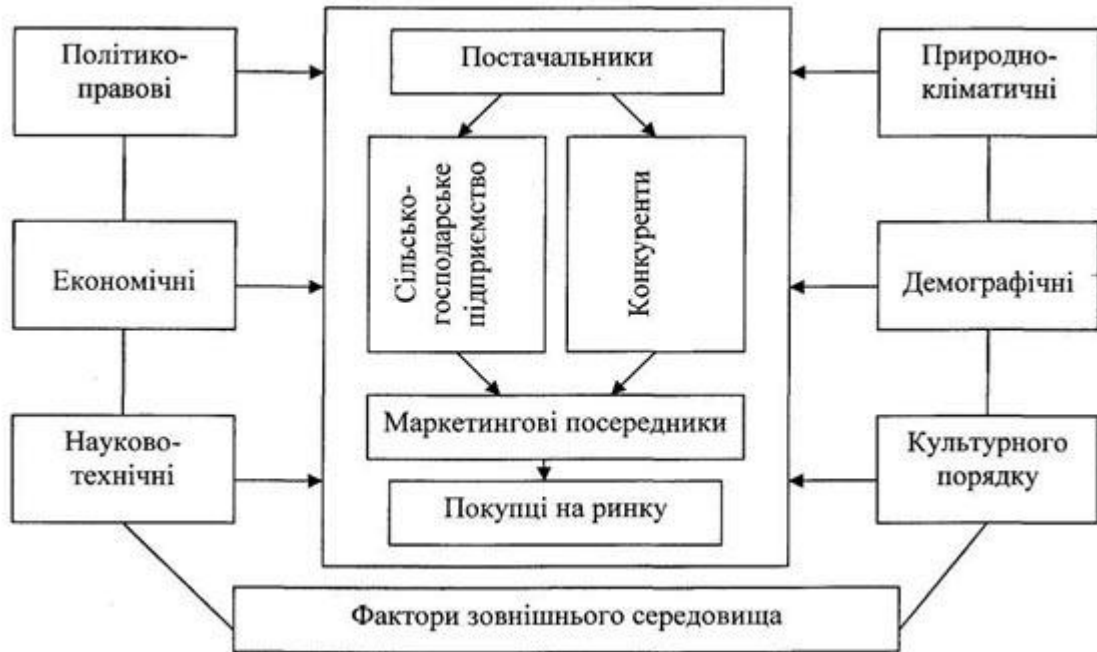 Політико-
правові
Постачальники
Природно-
кліматичні
Сільсько-
господарське
підприємство
Конкуренти
Економічні
Демографічні
Маркетингові посередники
Науково-
технічні
Культурного
порядку
Покупці на ринку
Фактори зовнішнього середовища